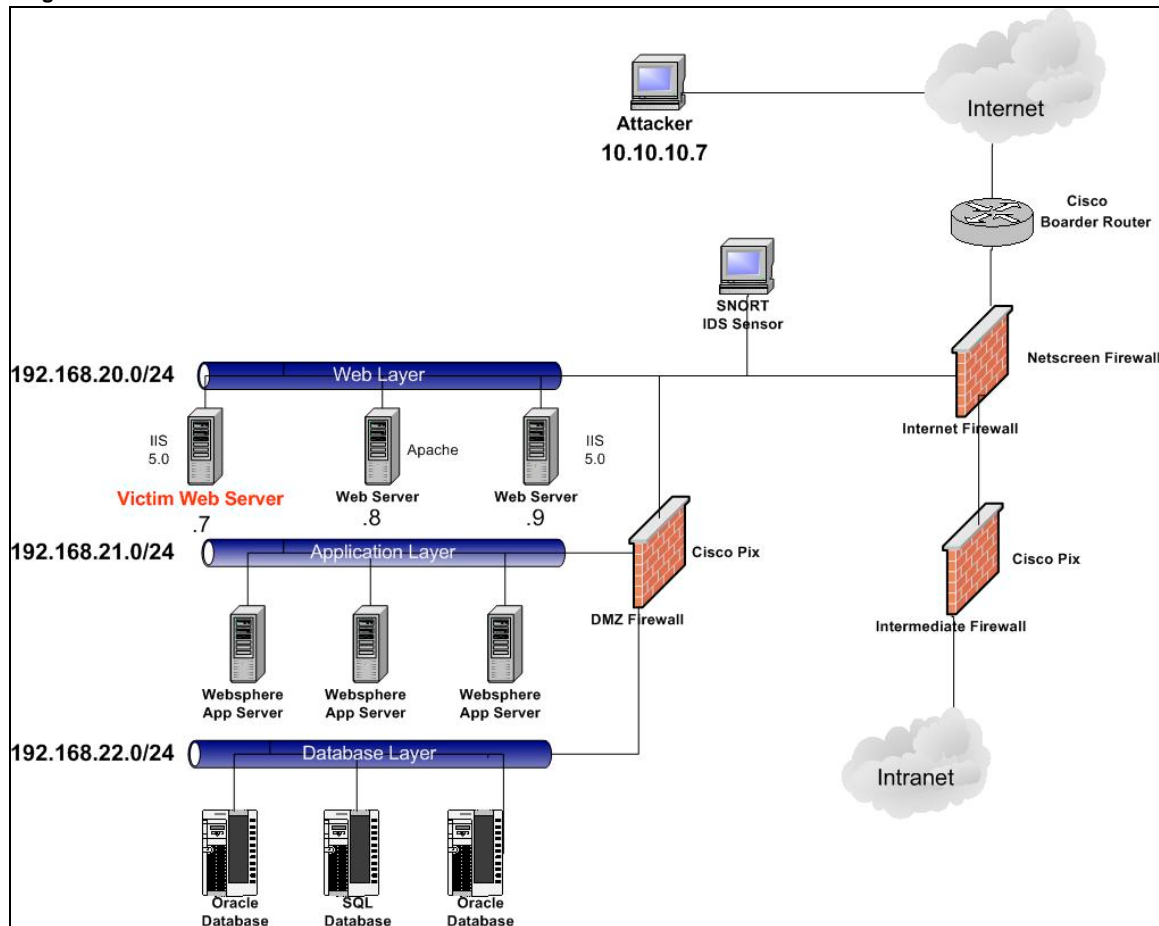 Internet
Attacker
10.10.10.7
Cisco
Boarder Router
SNORT
IDS Sensor
Netscreen Firewall
Internet Firewall
192.168.20.0/24
Web Layer
IIS
5.0
Apache
IIS
5.0
Victim Web Server
Web Server
Web Server
.7
.8
.9
192.168.21.0/24
Application Layer
Cisco Pix
DMZ Firewall
Cisco Pix
Intermediate Firewall
Websphere
App Server
Websphere
App Server
Websphere
App Server
192.168.22.0/24
Database Layer
Intranet
Oracle
Database
SQL
Database
Oracle
Database